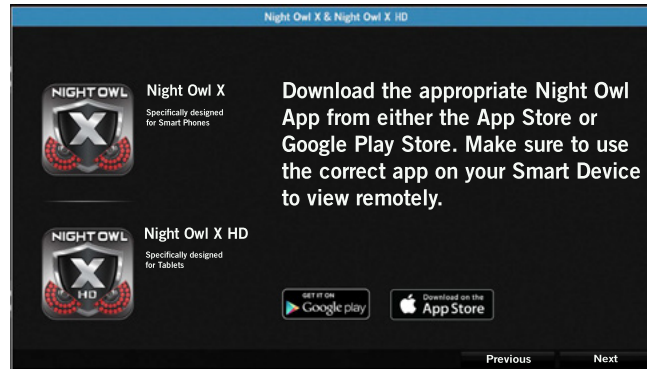 Night Owl X & Night Owl X HD
NIGHT OWL
X
Night Owl X
Specifically designed
for Smart Phones
Download the appropriate Night Owl
App from either the App Store or
Google Play Store. Make sure to use
the correct app on your Smart Device
to view remotely.
NIGHT OWL
X
HD
Night Owl X HD
Specifically designed
for Tablets
GET IT ON
Google play
Download on the
App Store
Previous
Next